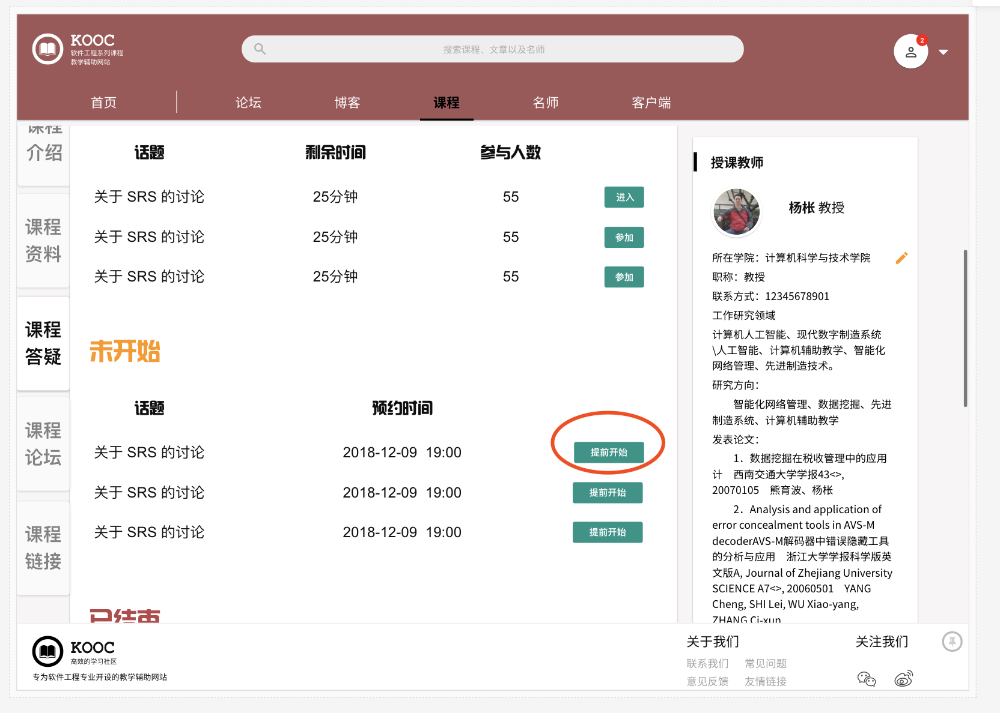 KOOC
软件工程系列课程
教学辅助网站
搜索课程、文章以及名师
2
首页
论坛
博客
课程
名师
客户端
课程
介绍
课程
资料
课程
答疑
课程
论坛
课程
链接
话题 剩余时间 参与人数
关于 SRS 的讨论 25分钟 55 进入
关于 SRS 的讨论 25分钟 55 参加
关于 SRS 的讨论 25分钟 55 参加
未开始
话题 预约时间
关于 SRS 的讨论 2018-12-09 19:00 提前开始
关于 SRS 的讨论 2018-12-09 19:00 提前开始
关于 SRS 的讨论 2018-12-09 19:00 提前开始
已结束
授课教师
杨枨 教授
所在学院：计算机科学与技术学院
职称：教授
联系方式：12345678901
工作研究领域
计算机人工智能、现代数字制造系统
\人工智能、计算机辅助教学、智能化
网络管理、先进制造技术。
研究方向：
智能化网络管理、数据挖掘、先进
制造系统、计算机辅助教学
发表论文：
1．数据挖掘在税收管理中的应用
计 西南交通大学学报43<>,
20070105 熊育波、杨枨
2．Analysis and application of
error concealment tools in AVS-M
decoderAVS-M解码器中错误隐藏工具
的分析与应用 浙江大学学报科学版英
文版A, Journal of Zhejiang University
SCIENCE A7<>, 20060501 YANG
Cheng, SHI Lei, WU Xiao-yang,
ZHANG Ci-xun
KOOC
高效的学习社区
专为软件工程专业开设的教学辅助网站
关于我们
联系我们 常见问题
意见反馈 友情链接
关注我们